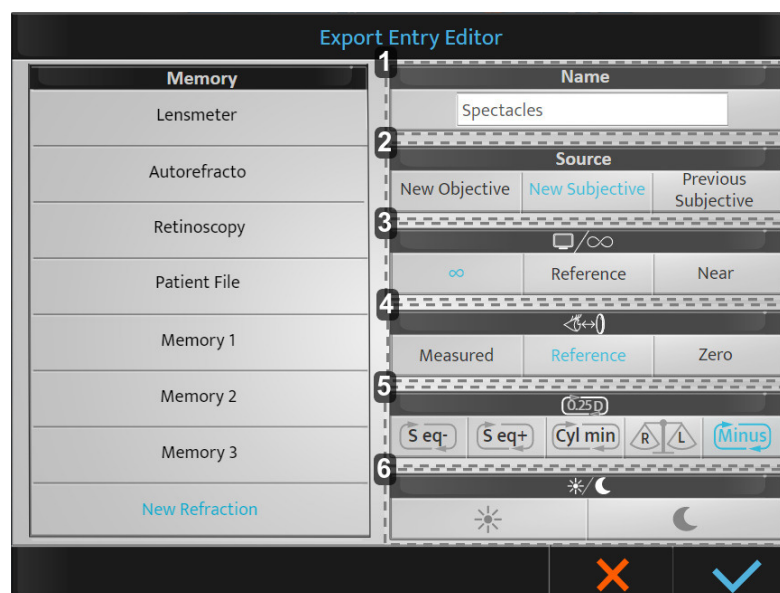 Export Entry Editor
Memory
Lensmeter
Autorefracto
Retinoscopy
Patient File
Memory 1
Memory 2
Memory 3
New Refraction
1
Name
Spectacles
2
Source
New Objective New Subjective Previous Subjective
3
/∞
∞ Reference Near
4
Measured Reference Zero
5
0.25 D
S eq- S eq+ Cyl min R L Minus
6